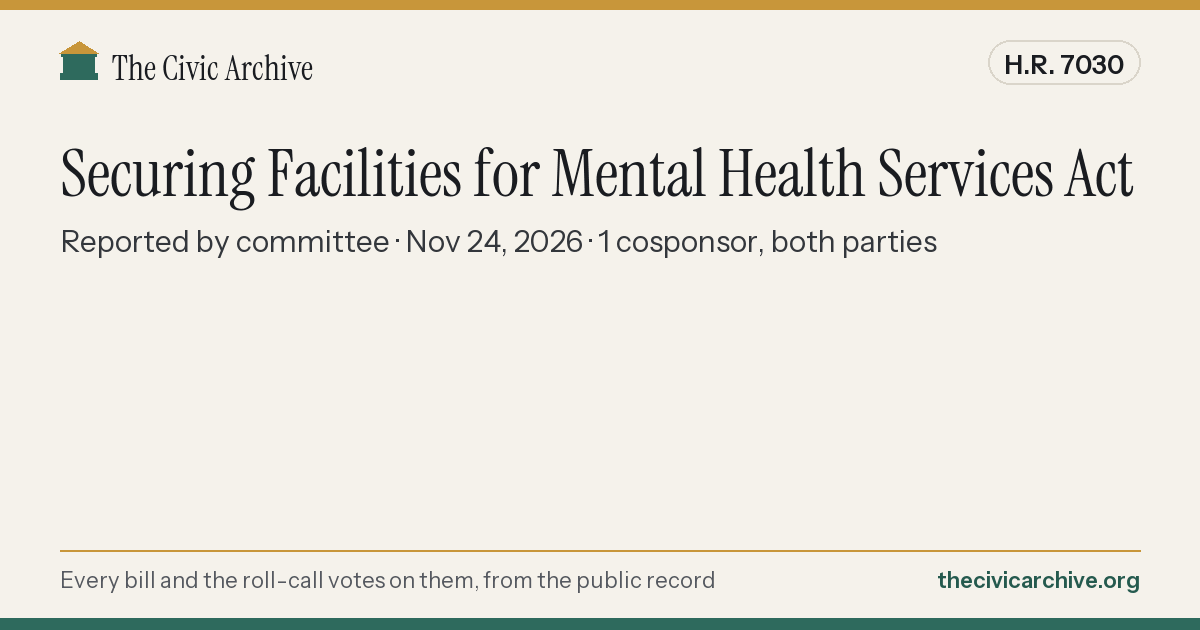 The Civic Archive
H.R. 7030
Securing Facilities for Mental Health Services Act
Reported by committee · Nov 24, 2026 · 1 cosponsor, both parties
Every bill and the roll-call votes on them, from the public record
thecivicarchive.org